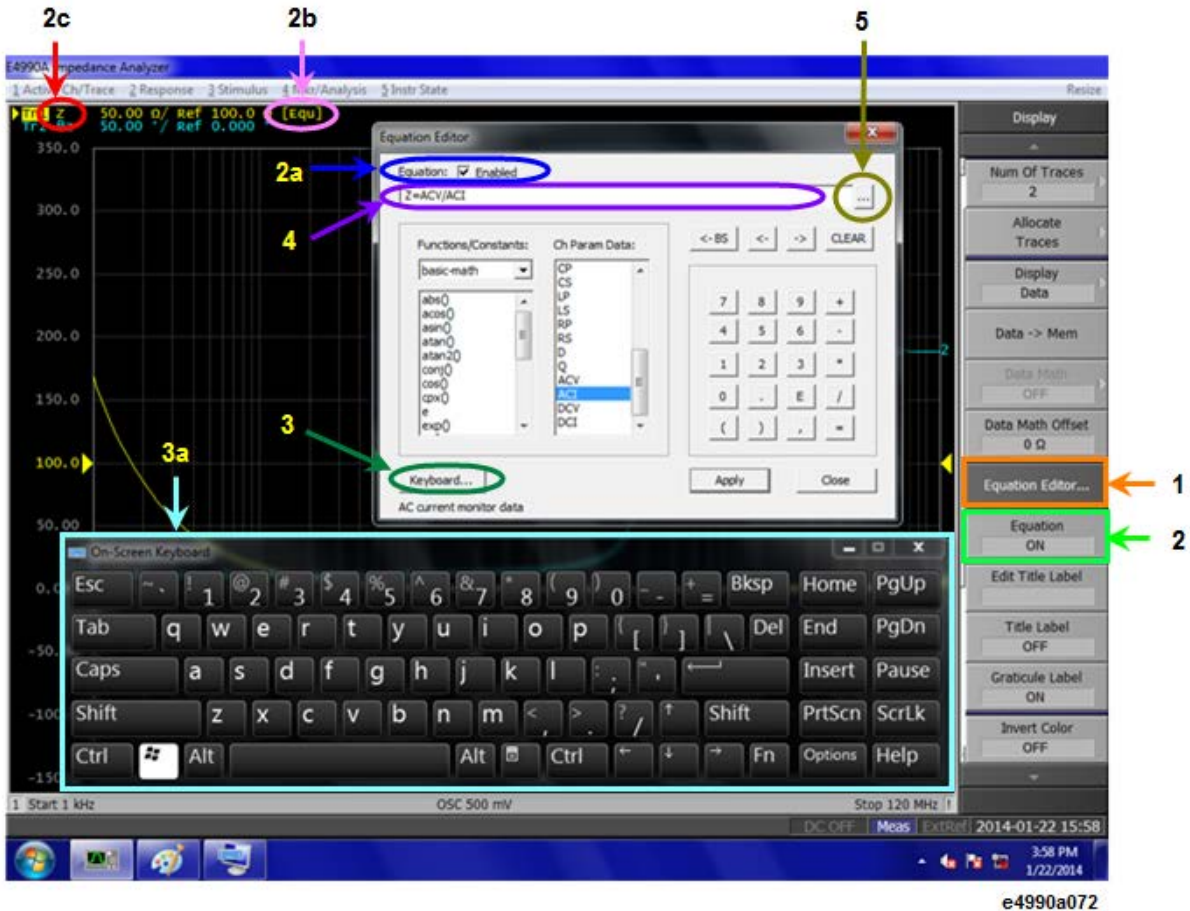 2c
2b
5
E4990A Impedance Analyzer
1 Active Ch/Trace 2 Response 3 Stimulus 4 Mkr/Analysis 5 Instr State
Resize
Tr1 Z 50.00 Ω/ Ref 100.0 [Equ]
Tr2 50.00 °/ Ref 0.000
350.0
300.0
250.0
200.0
150.0
100.0
50.00
-100
2
Equation Editor
2a
Equation: Enabled
4
Z=ACV/ACI
...
Functions/Constants:
Ch Param Data:
<-BS <- -> CLEAR
basic-math
abs()
acos()
asin()
atan()
atan2()
conj()
cos()
cpx()
e
exp()
CP
CS
LP
LS
RP
RS
D
Q
ACV
ACI
DCV
DCI
7 8 9 +
4 5 6 -
1 2 3 *
0 . E /
( ) , =
3
3a
Keyboard...
Apply
Close
AC current monitor data
On-Screen Keyboard
Esc ~ ` ! 1 @ 2 # 3 $ 4 % 5 ^ 6 & 7 * 8 ( 9 ) 0 _ - + = Bksp Home PgUp
Tab q w e r t y u i o p { [ } ] | \ Del End PgDn
Caps a s d f g h j k l : ; " ' Insert Pause
Shift z x c v b n m < , > . ? / ↑ Shift PrtScn ScrLk
Ctrl Alt Alt Ctrl ← ↓ → Fn Options Help
1 Start 1 kHz
OSC 500 mV
Stop 120 MHz
DC OFF Meas ExtRef 2014-01-22 15:58
Display
Num Of Traces
2
Allocate
Traces
Display
Data
Data -> Mem
Data Math
OFF
Data Math Offset
0 Ω
Equation Editor...
1
Equation
ON
2
Edit Title Label
Title Label
OFF
Graticule Label
ON
Invert Color
OFF
3:58 PM
1/22/2014
e4990a072